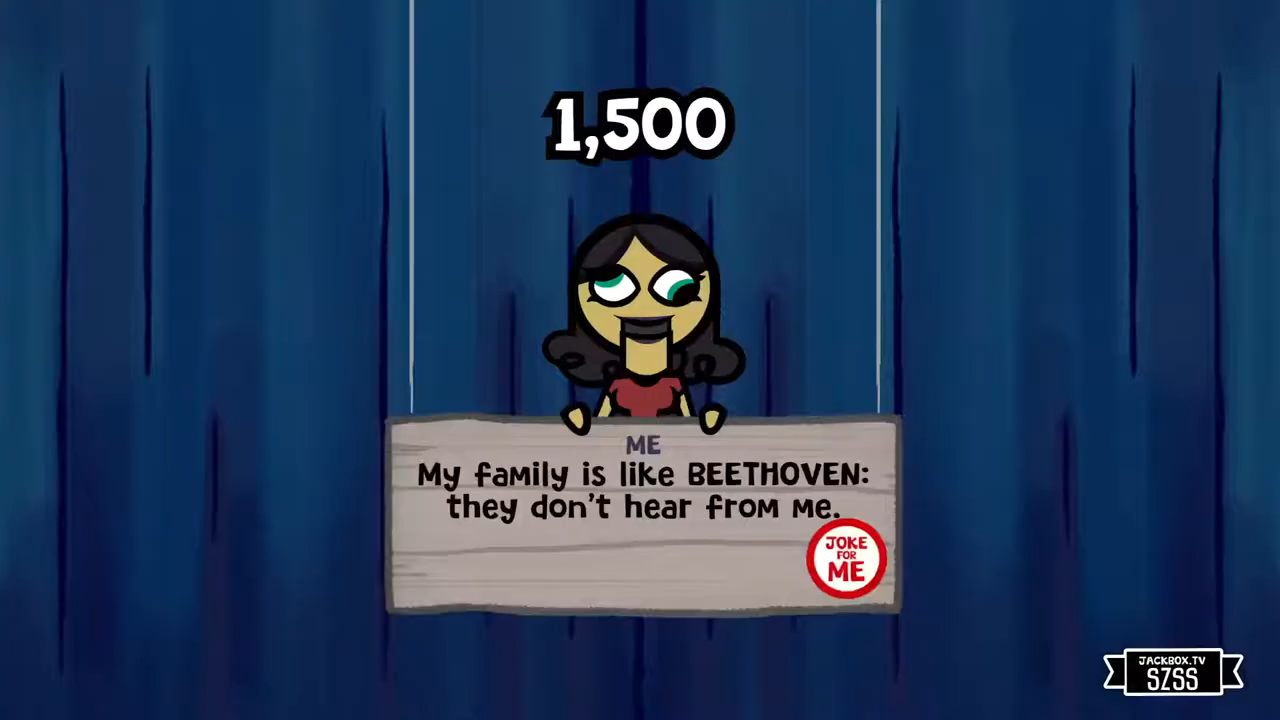 1,500
ME
My family is like BEETHOVEN:
they don't hear from me.
JOKE
FOR
ME
JACKBOX.TV
SZSS